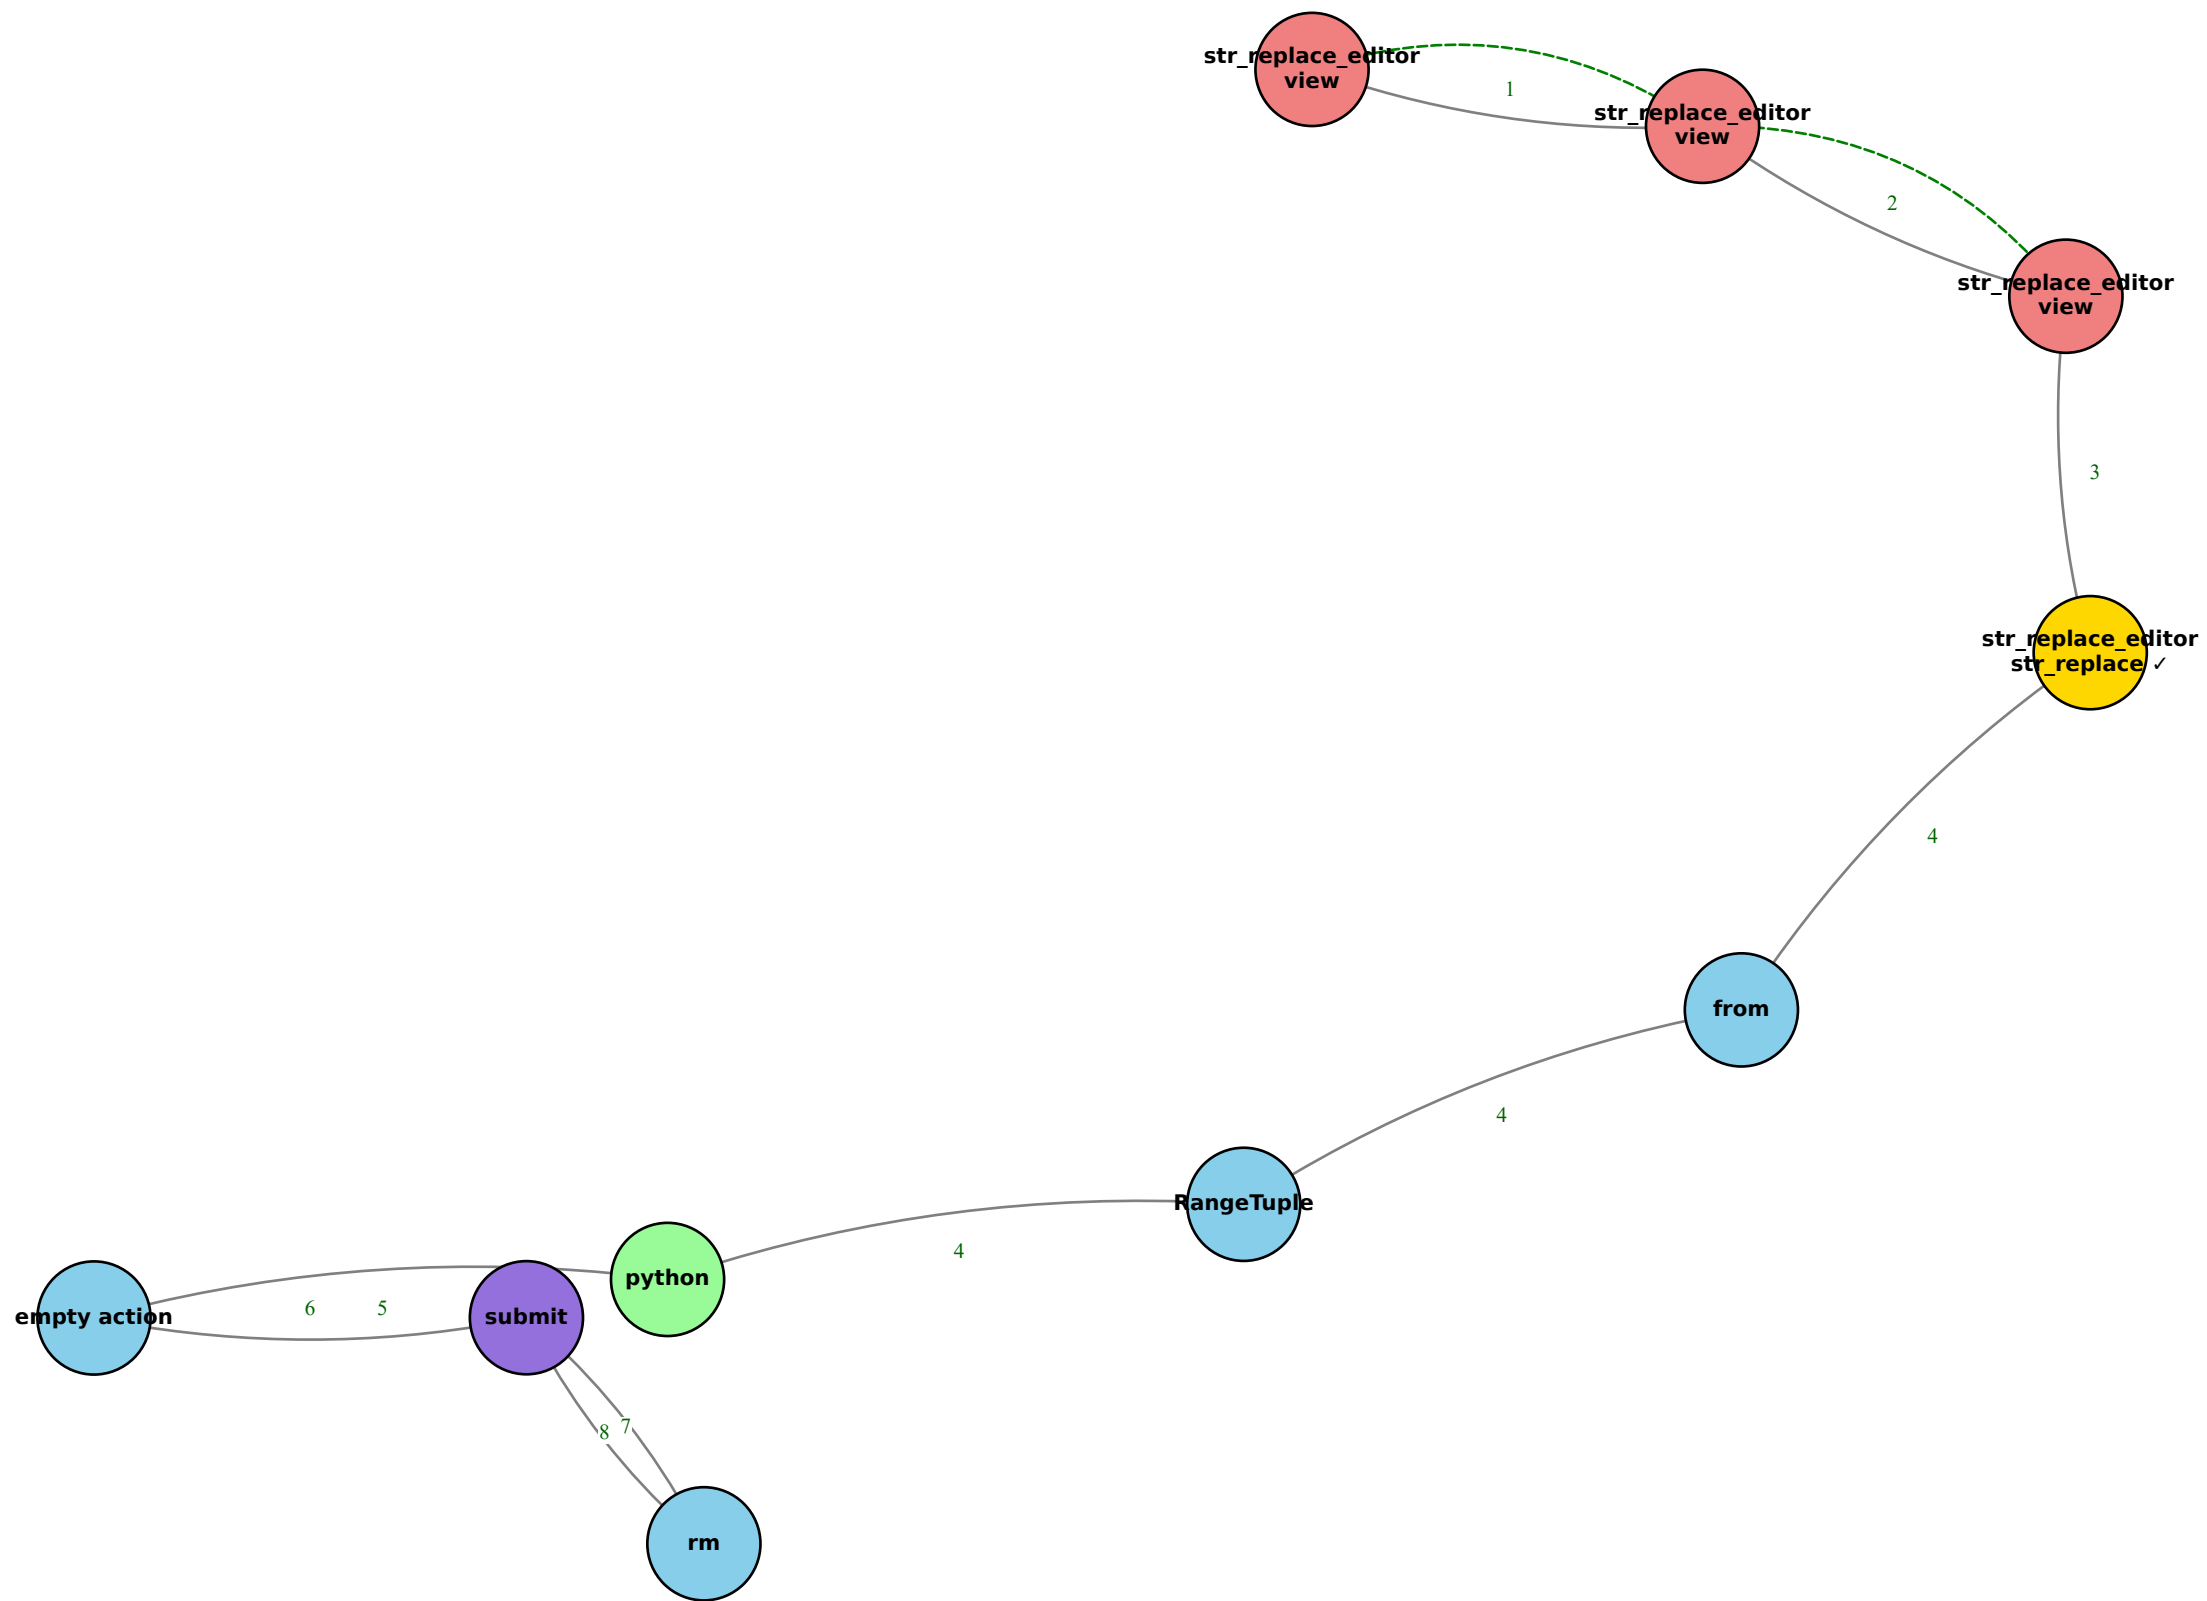 str_replace_editor
view
1
str_replace_editor
view
2
str_replace_editor
view
3
str_replace_editor
str_replace ✓
4
from
4
RangeTuple
4
python
6
5
empty action
submit
8
7
rm